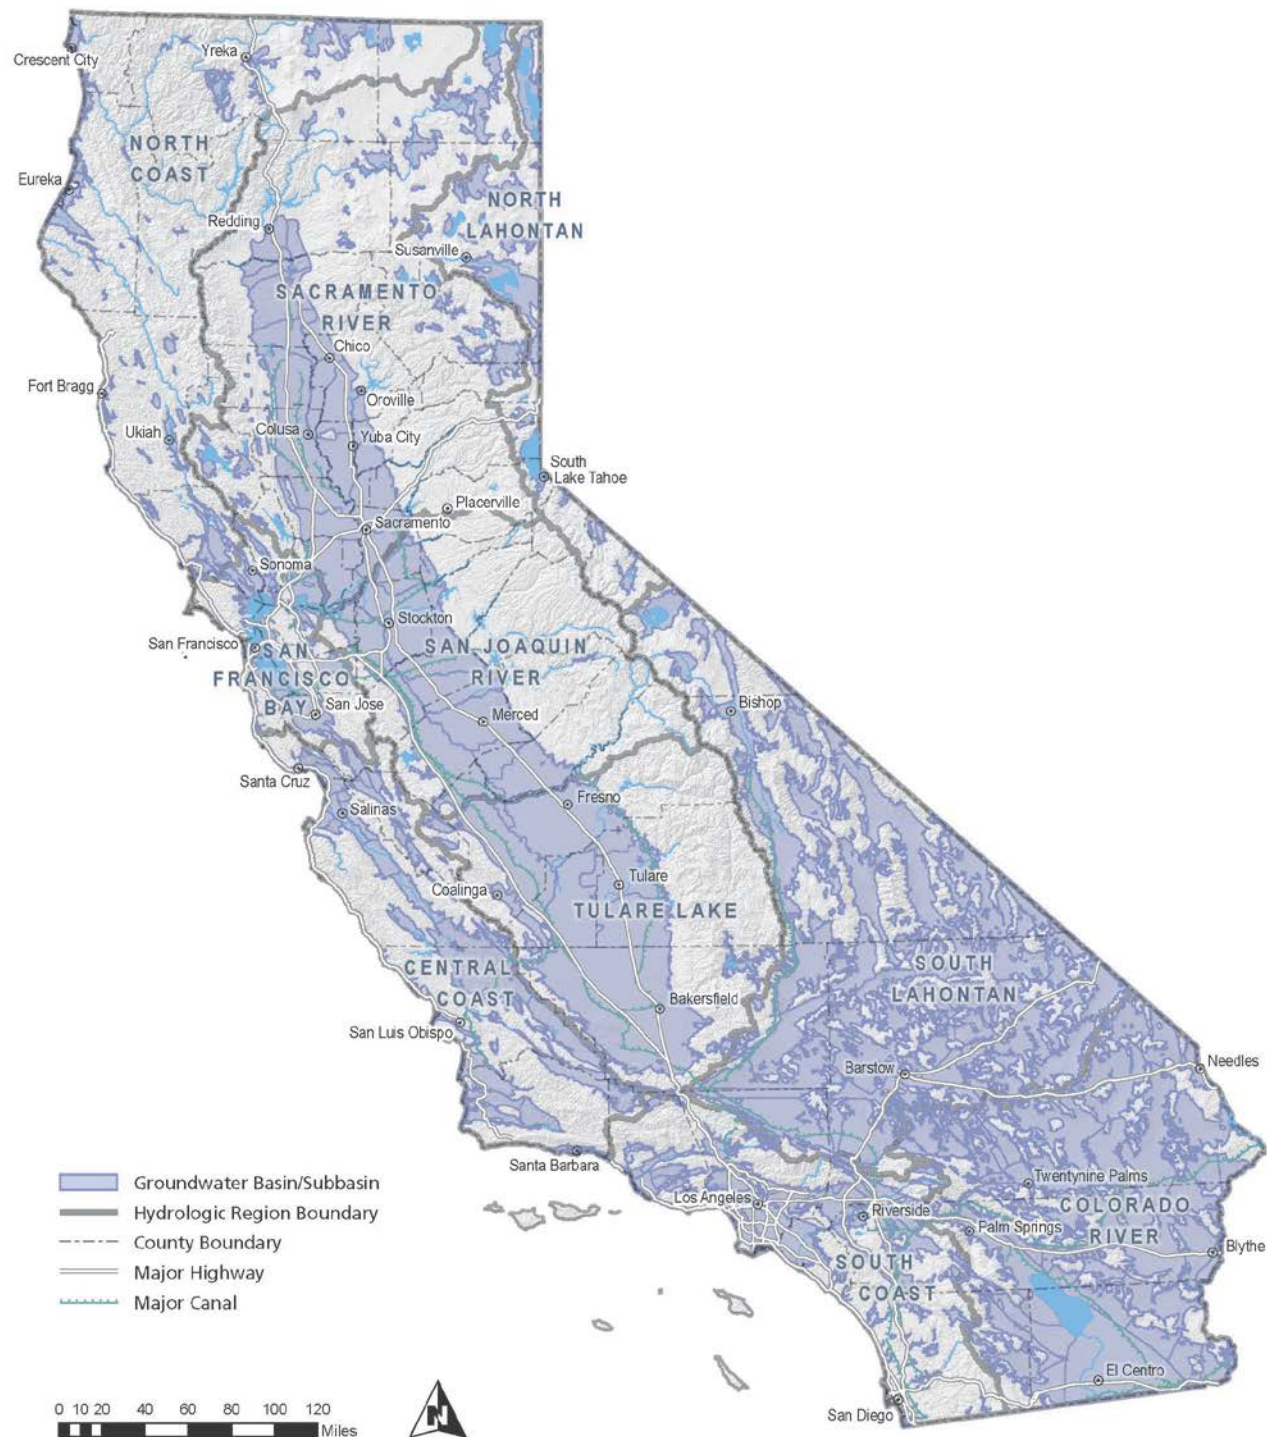 Crescent City
Yreka
NORTH
COAST
Eureka
NORTH
LAHONTAN
Redding
Susanville
SACRAMENTO
RIVER
Chico
Fort Bragg
Oroville
Ukiah
Colusa
Yuba City
South
Lake Tahoe
Placerville
Sacramento
Sonoma
Stockton
San Francisco
SAN
FRANCISCO
BAY
SAN JOAQUIN
RIVER
San Jose
Merced
Bishop
Santa Cruz
Salinas
Fresno
Coalinga
Tulare
TULARE LAKE
CENTRAL
COAST
SOUTH
LAHONTAN
Bakersfield
San Luis Obispo
Barstow
Needles
Santa Barbara
Twentynine Palms
Los Angeles
Riverside
COLORADO
RIVER
Palm Springs
Blythe
SOUTH
COAST
El Centro
San Diego
Groundwater Basin/Subbasin
Hydrologic Region Boundary
County Boundary
Major Highway
Major Canal
0 10 20 40 60 80 100 120
Miles
N